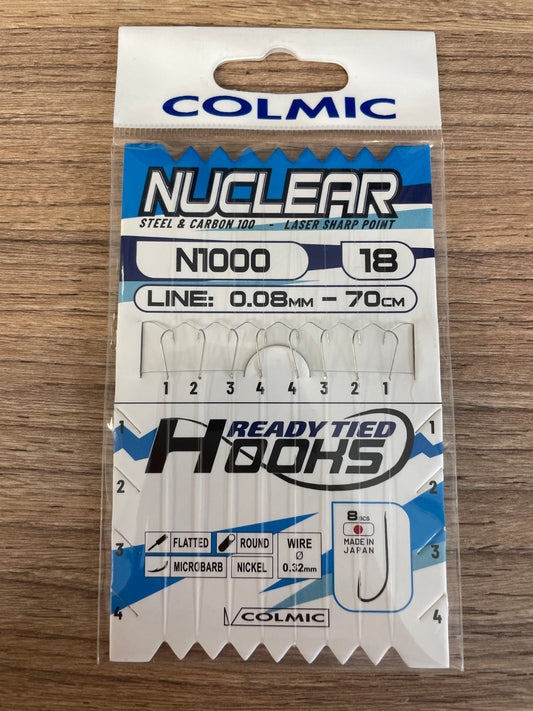 COLMIC
NUCLEAR
STEEL & CARBON 100 - LASER SHARP POINT
N1000 18
LINE: 0.08MM - 70CM
1 2 3 4 4 3 2 1
READY TIED
HOOKS
1 1
2 2
3 3
4 4
8 PCS
MADE IN
JAPAN
FLATTED ROUND WIRE
Ø
MICROBARB NICKEL 0.32mm
COLMIC